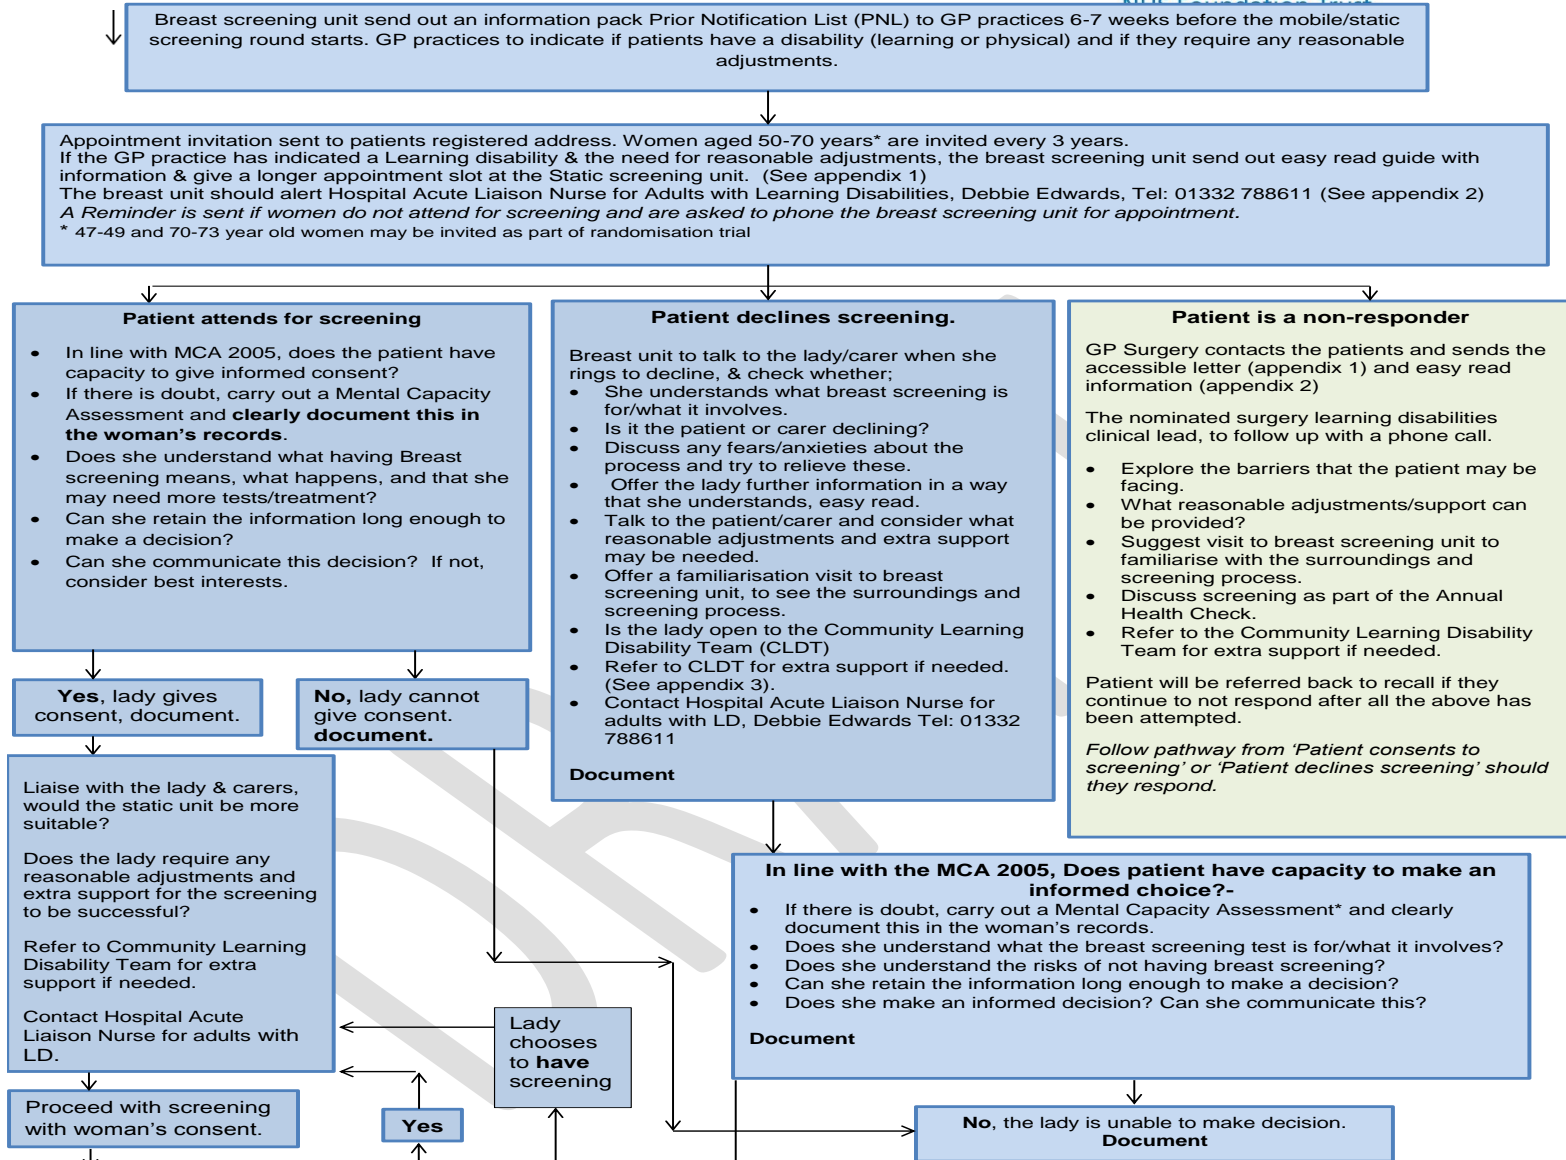 NHS Foundation Trust
Breast screening unit send out an information pack Prior Notification List (PNL) to GP practices 6-7 weeks before the mobile/static
screening round starts. GP practices to indicate if patients have a disability (learning or physical) and if they require any reasonable
adjustments.
Appointment invitation sent to patients registered address. Women aged 50-70 years* are invited every 3 years.
If the GP practice has indicated a Learning disability & the need for reasonable adjustments, the breast screening unit send out easy read guide with
information & give a longer appointment slot at the Static screening unit. (See appendix 1)
The breast unit should alert Hospital Acute Liaison Nurse for Adults with Learning Disabilities, Debbie Edwards, Tel: 01332 788611 (See appendix 2)
A Reminder is sent if women do not attend for screening and are asked to phone the breast screening unit for appointment.
* 47-49 and 70-73 year old women may be invited as part of randomisation trial
Patient attends for screening
• In line with MCA 2005, does the patient have
capacity to give informed consent?
• If there is doubt, carry out a Mental Capacity
Assessment and clearly document this in
the woman's records.
• Does she understand what having Breast
screening means, what happens, and that she
may need more tests/treatment?
• Can she retain the information long enough to
make a decision?
• Can she communicate this decision? If not,
consider best interests.
Patient declines screening.
Breast unit to talk to the lady/carer when she
rings to decline, & check whether;
• She understands what breast screening is
for/what it involves.
• Is it the patient or carer declining?
• Discuss any fears/anxieties about the
process and try to relieve these.
• Offer the lady further information in a way
that she understands, easy read.
• Talk to the patient/carer and consider what
reasonable adjustments and extra support
may be needed.
• Offer a familiarisation visit to breast
screening unit, to see the surroundings and
screening process.
• Is the lady open to the Community Learning
Disability Team (CLDT)
• Refer to CLDT for extra support if needed.
(See appendix 3).
• Contact Hospital Acute Liaison Nurse for
adults with LD, Debbie Edwards Tel: 01332
788611
Document
Patient is a non-responder
GP Surgery contacts the patients and sends the
accessible letter (appendix 1) and easy read
information (appendix 2)
The nominated surgery learning disabilities
clinical lead, to follow up with a phone call.
• Explore the barriers that the patient may be
facing.
• What reasonable adjustments/support can
be provided?
• Suggest visit to breast screening unit to
familiarise with the surroundings and
screening process.
• Discuss screening as part of the Annual
Health Check.
• Refer to the Community Learning Disability
Team for extra support if needed.
Patient will be referred back to recall if they
continue to not respond after all the above has
been attempted.
Follow pathway from 'Patient consents to
screening' or 'Patient declines screening' should
they respond.
Yes, lady gives
consent, document.
No, lady cannot
give consent.
document.
Liaise with the lady & carers,
would the static unit be more
suitable?
Does the lady require any
reasonable adjustments and
extra support for the screening
to be successful?
Refer to Community Learning
Disability Team for extra
support if needed.
Contact Hospital Acute
Liaison Nurse for adults with
LD.
In line with the MCA 2005, Does patient have capacity to make an
informed choice?-
• If there is doubt, carry out a Mental Capacity Assessment* and clearly
document this in the woman's records.
• Does she understand what the breast screening test is for/what it involves?
• Does she understand the risks of not having breast screening?
• Can she retain the information long enough to make a decision?
• Does she make an informed decision? Can she communicate this?
Document
Lady
chooses
to have
screening
Proceed with screening
with woman's consent.
Yes
No, the lady is unable to make decision.
Document